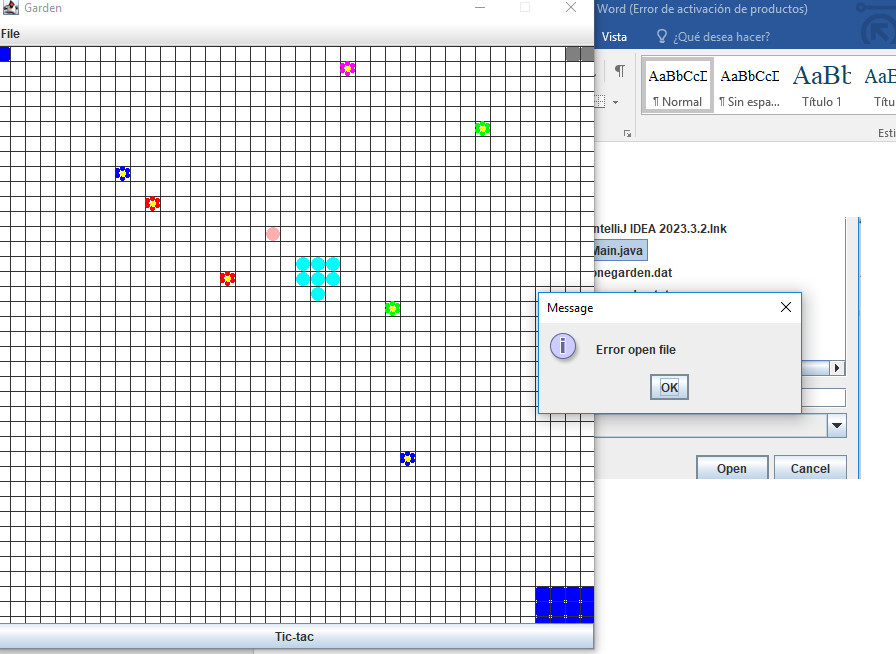 Garden
File
Word (Error de activación de productos)
Vista
¿Qué desea hacer?
AaBbCcD
AaBbCcD
AaBb
AaB
¶ Normal
¶ Sin espa...
Título 1
Títu
Esti
ntelliJ IDEA 2023.3.2.lnk
Main.java
onegarden.dat
Message
Error open file
OK
Open
Cancel
Tic-tac